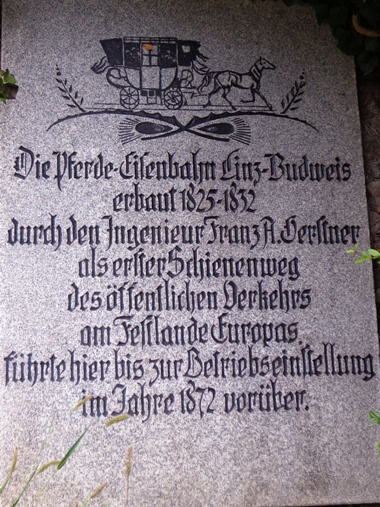 Die Pferde-Eisenbahn Linz-Budweis
erbaut 1825-1832
durch den Ingenieur Franz A. Gerstner
als erster Schienenweg
des öffentlichen Verkehrs
am Festlande Europas,
führte hier bis zur Betriebseinstellung
im Jahre 1872 vorüber.